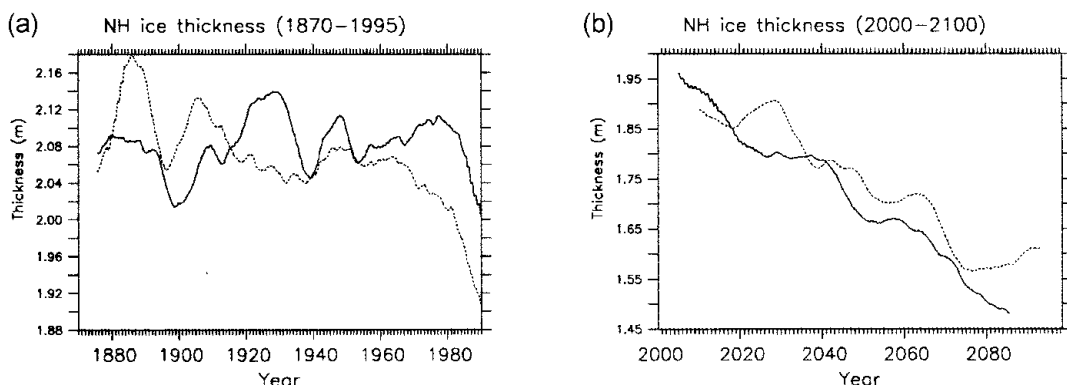 (a)
NH ice thickness (1870–1995)
2.16
2.12
2.08
2.04
2.00
1.96
1.92
1.88
Thickness (m)
1880 1900 1920 1940 1960 1980
Year
(b)
NH ice thickness (2000–2100)
1.95
1.85
1.75
1.65
1.55
1.45
Thickness (m)
2000 2020 2040 2060 2080
Year